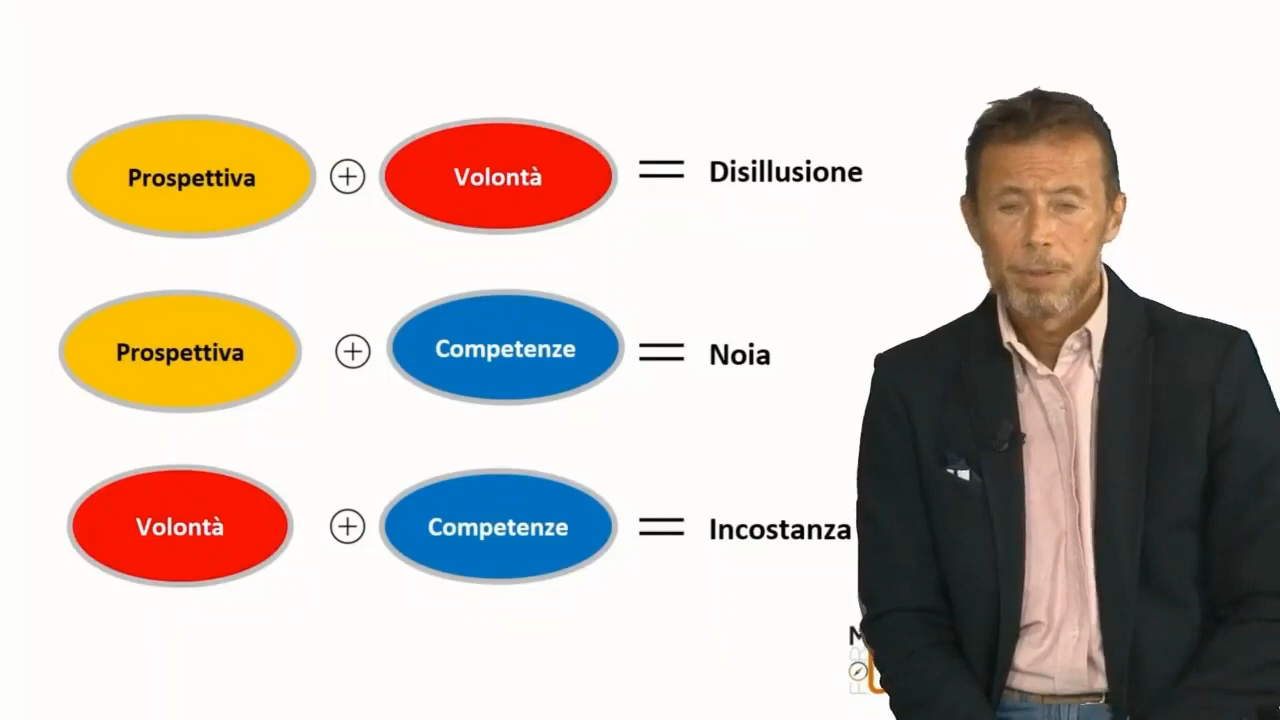 Prospettiva + Volontà = Disillusione
Prospettiva + Competenze = Noia
Volontà + Competenze = Incostanza